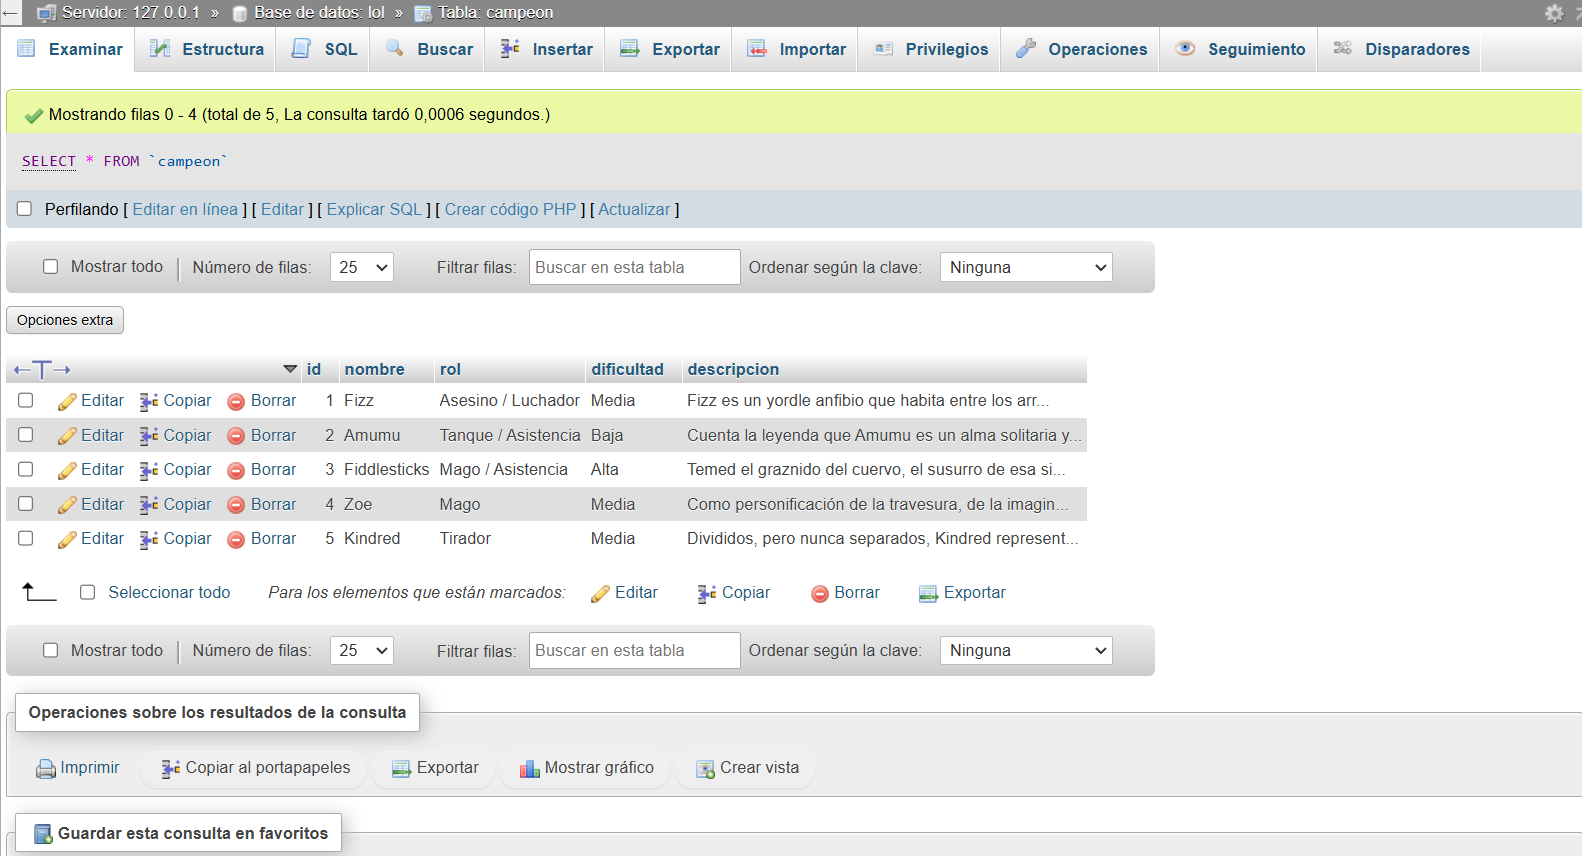 Servidor: 127.0.0.1 » Base de datos: lol » Tabla: campeon
Examinar Estructura SQL Buscar Insertar Exportar Importar Privilegios Operaciones Seguimiento Disparadores
Mostrando filas 0 - 4 (total de 5, La consulta tardó 0,0006 segundos.)
SELECT * FROM `campeon`
Perfilando [ Editar en línea ] [ Editar ] [ Explicar SQL ] [ Crear código PHP ] [ Actualizar ]
Mostrar todo Número de filas: 25 Filtrar filas: Buscar en esta tabla Ordenar según la clave: Ninguna
Opciones extra
id nombre rol dificultad descripcion
Editar Copiar Borrar 1 Fizz Asesino / Luchador Media Fizz es un yordle anfibio que habita entre los arr...
Editar Copiar Borrar 2 Amumu Tanque / Asistencia Baja Cuenta la leyenda que Amumu es un alma solitaria y...
Editar Copiar Borrar 3 Fiddlesticks Mago / Asistencia Alta Temed el graznido del cuervo, el susurro de esa si...
Editar Copiar Borrar 4 Zoe Mago Media Como personificación de la travesura, de la imagin...
Editar Copiar Borrar 5 Kindred Tirador Media Divididos, pero nunca separados, Kindred represent...
Seleccionar todo Para los elementos que están marcados: Editar Copiar Borrar Exportar
Mostrar todo Número de filas: 25 Filtrar filas: Buscar en esta tabla Ordenar según la clave: Ninguna
Operaciones sobre los resultados de la consulta
Imprimir Copiar al portapapeles Exportar Mostrar gráfico Crear vista
Guardar esta consulta en favoritos